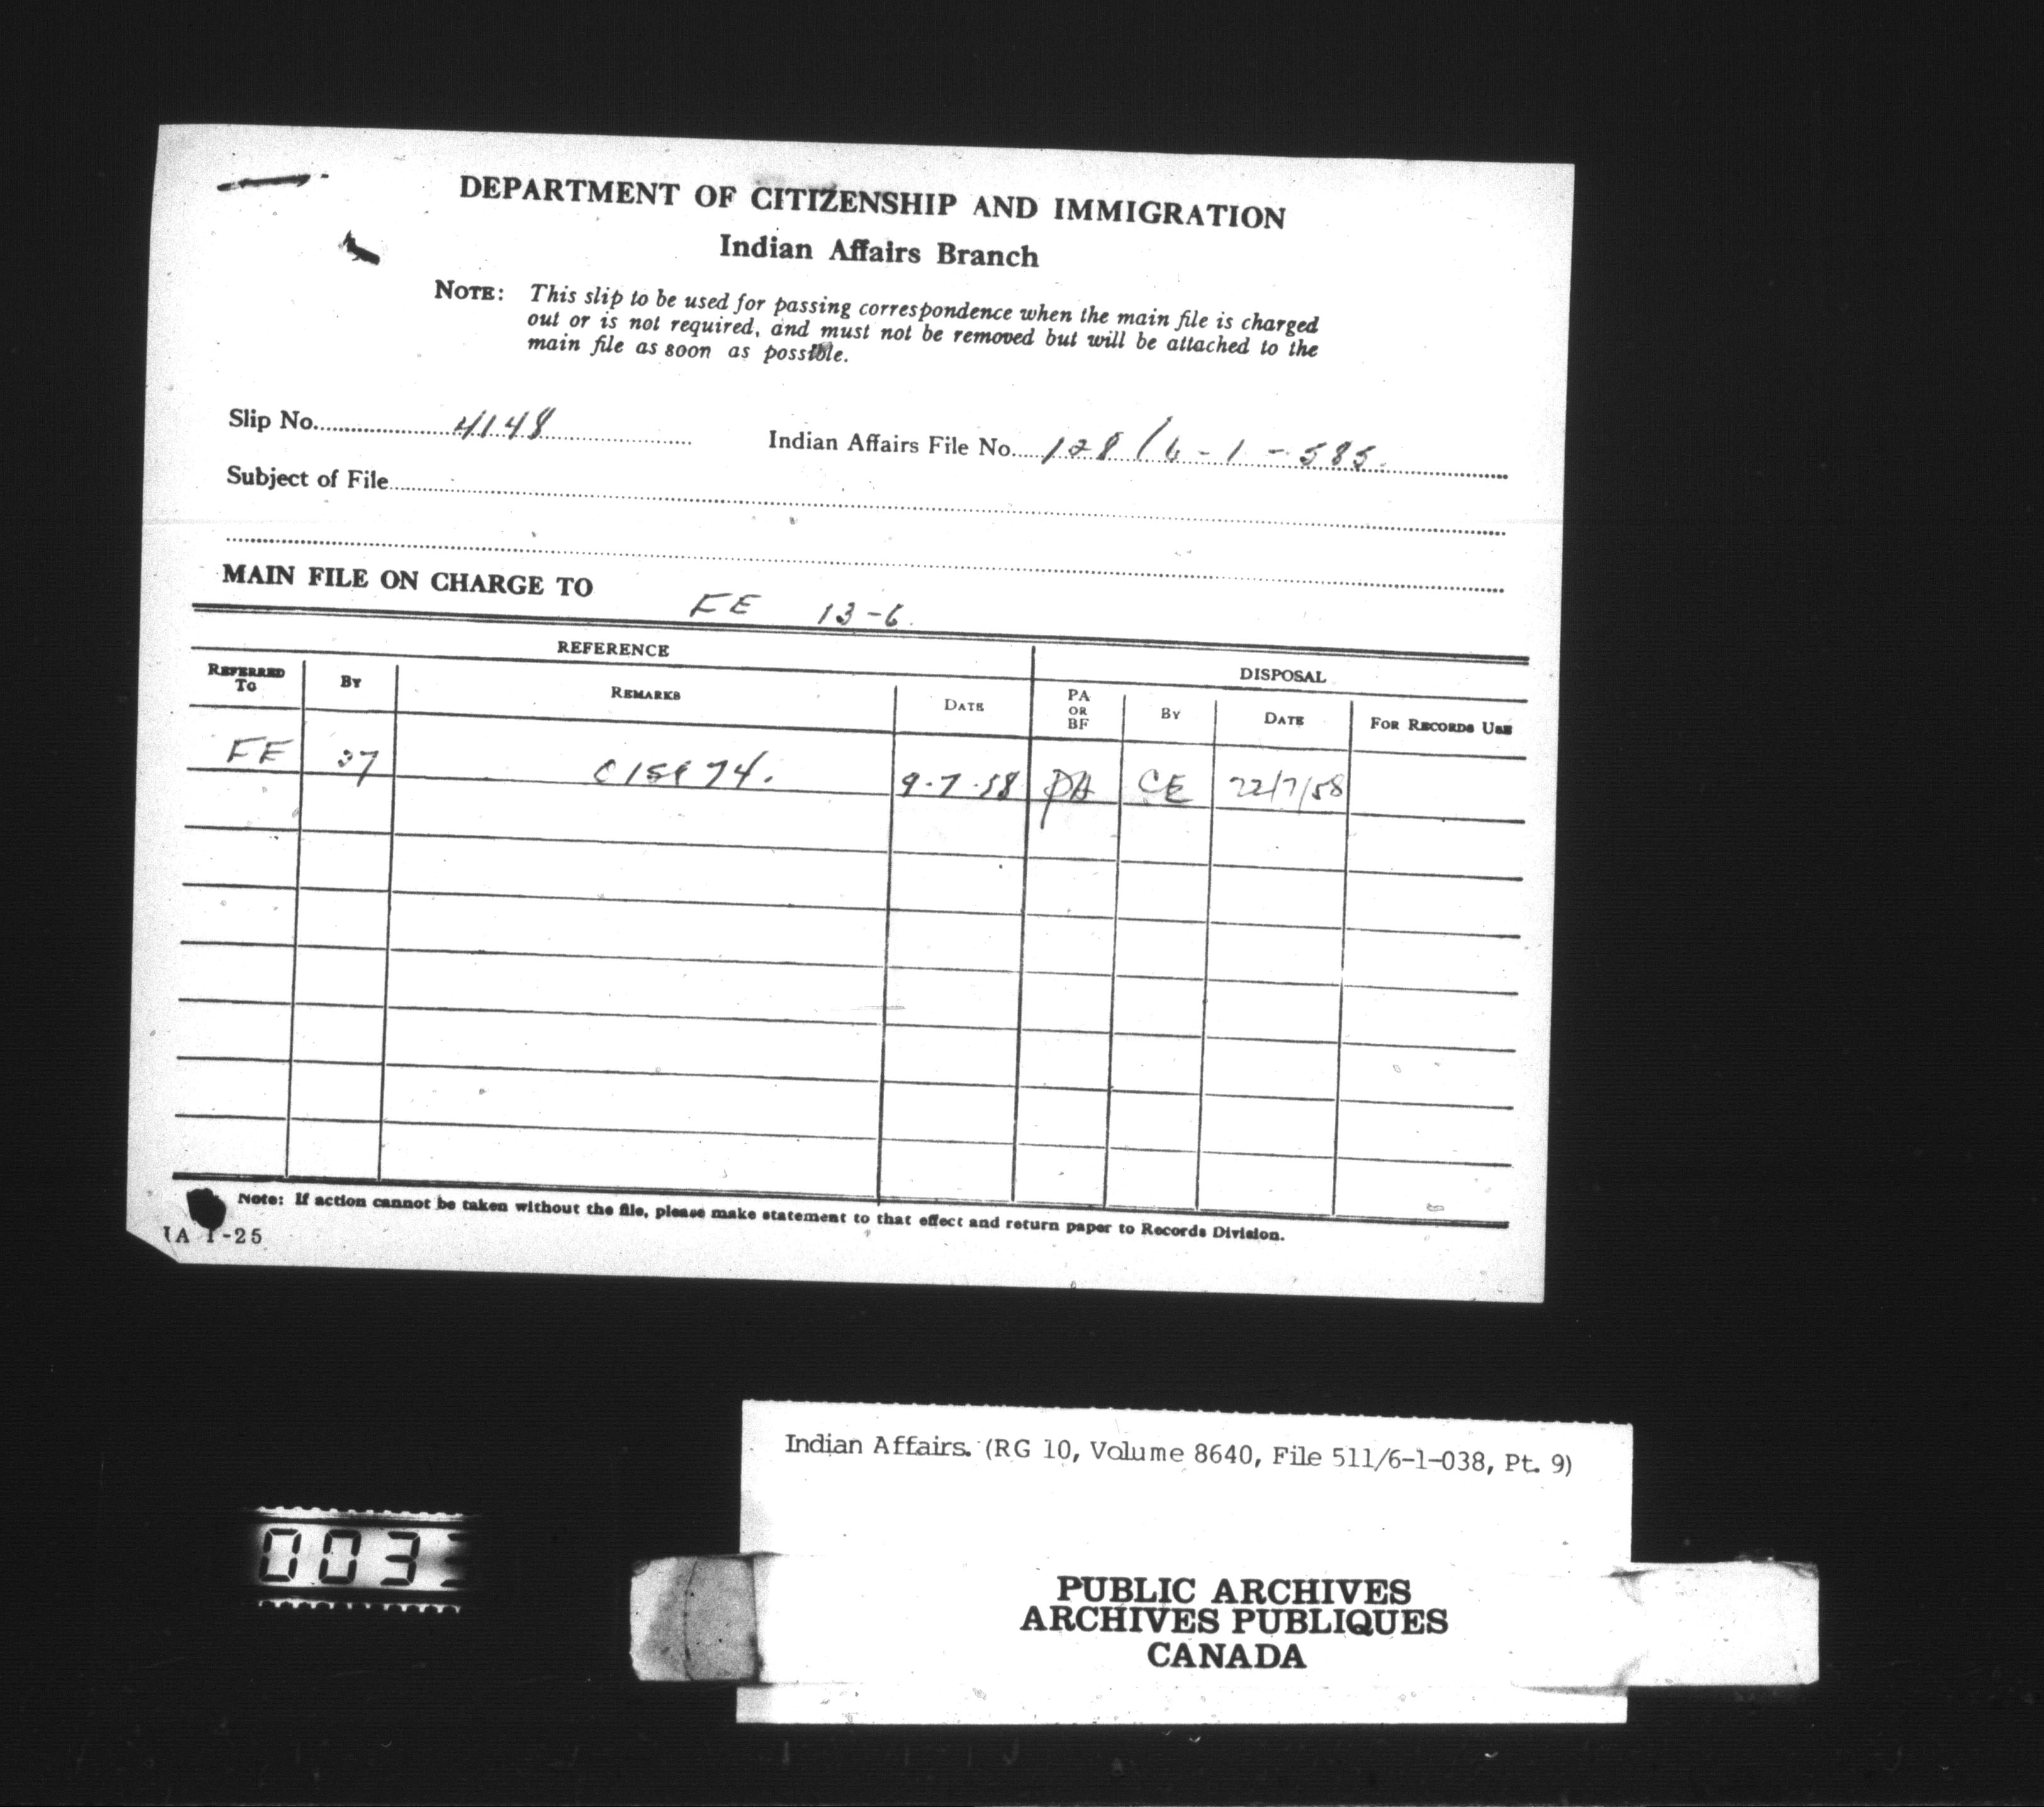 DEPARTMENT OF CITIZENSHIP AND IMMIGRATION
Indian Affairs Branch
NOTE: This slip to be used for passing correspondence when the main file is charged
out or is not required, and must not be removed but will be attached to the
main file as soon as possible.
Slip No. 4148 Indian Affairs File No. 128/6-1-585.
Subject of File
MAIN FILE ON CHARGE TO FE 13-6.
REFERENCE DISPOSAL
REFERRED TO BY REMARKS DATE PA OR BF BY DATE FOR RECORDS USE
FE 9-7-58 PA CE 22/7/58
Note: If action cannot be taken without the file, please make statement to that effect and return paper to Records Division.
IA 1-25
Indian Affairs. (RG 10, Volume 8640, File 511/6-1-038, Pt. 9)
003
PUBLIC ARCHIVES
ARCHIVES PUBLIQUES
CANADA